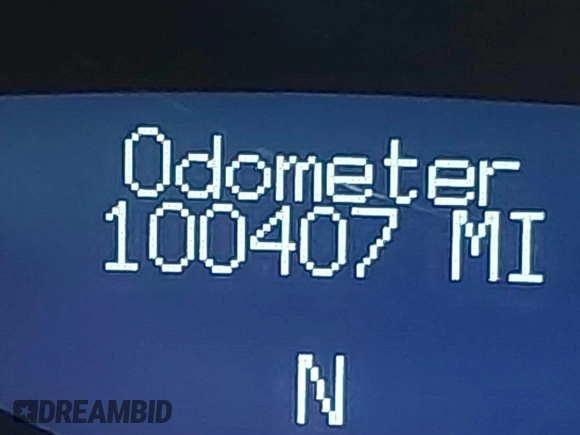 Odometer
100407 MI
N
DREAMBID